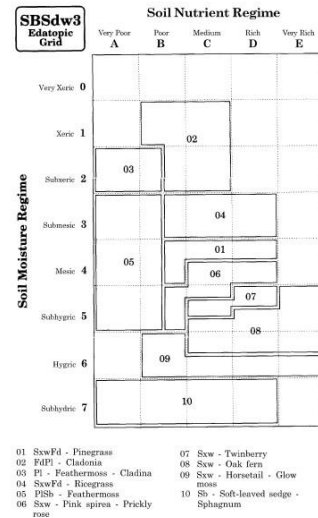 SBSdw3
Edatopic
Grid
Soil Nutrient Regime
Very Poor Poor Medium Rich Very Rich
A B C D E
Soil Moisture Regime
Very Xeric 0
Xeric 1
02
03
Subxeric 2
Submesic 3
04
01
05
Mesic 4
06
07
Subhygric 5
08
Hygric 6
09
10
Subhydric 7
01 SxwFd - Pinegrass
02 FdPl - Cladonia
03 Pl - Feathermoss - Cladina
04 SxwFd - Ricegrass
05 PlSb - Feathermoss
06 Sxw - Pink spirea - Prickly
rose
07 Sxw - Twinberry
08 Sxw - Oak fern
09 Sxw - Horsetail - Glow
moss
10 Sb - Soft-leaved sedge -
Sphagnum